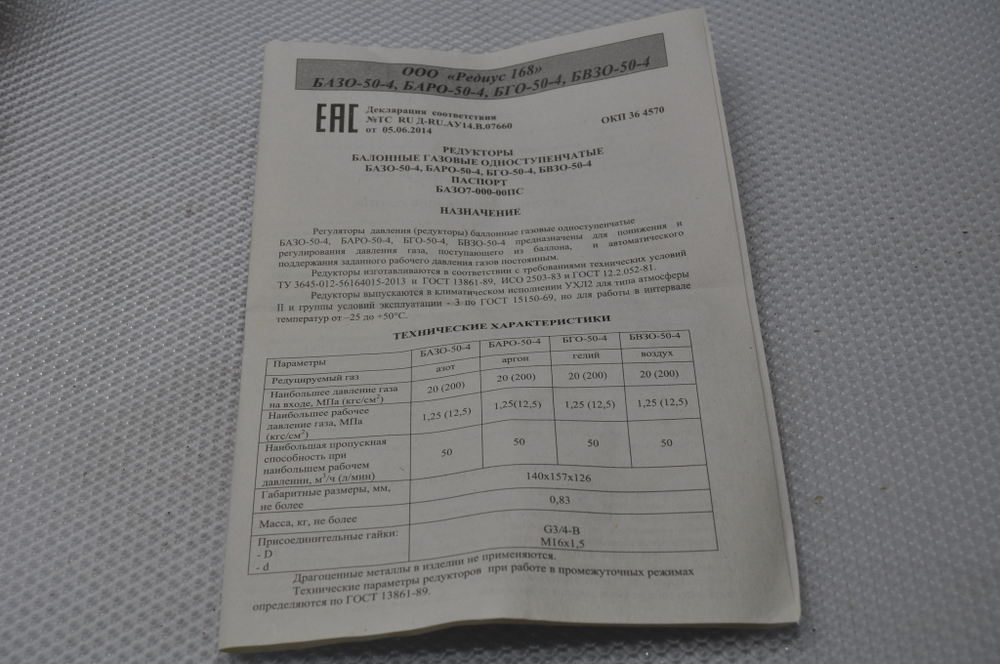 ООО «Редиус 168»
БАЗО-50-4, БАРО-50-4, БГО-50-4, БВЗО-50-4
ЕАС
Декларация соответствия
№ТС RU Д-RU.АУ14.В.07660
от 05.06.2014
ОКП 36 4570
РЕДУКТОРЫ
БАЛОННЫЕ ГАЗОВЫЕ ОДНОСТУПЕНЧАТЫЕ
БАЗО-50-4, БАРО-50-4, БГО-50-4, БВЗО-50-4
ПАСПОРТ
БАЗО7-000-00ПС
НАЗНАЧЕНИЕ
Регуляторы давления (редукторы) баллонные газовые одноступенчатые
БАЗО-50-4, БАРО-50-4, БГО-50-4, БВЗО-50-4 предназначены для понижения и
регулирования давления газа, поступающего из баллона, и автоматического
поддержания заданного рабочего давления газов постоянным.
Редукторы изготавливаются в соответствии с требованиями технических условий
ТУ 3645-012-56164015-2013 и ГОСТ 13861-89, ИСО 2503-83 и ГОСТ 12.2.052-81.
Редукторы выпускаются в климатическом исполнении УХЛ2 для типа атмосферы
II и группы условий эксплуатации - 3 по ГОСТ 15150-69, но для работы в интервале
температур от –25 до +50°С.
ТЕХНИЧЕСКИЕ ХАРАКТЕРИСТИКИ
Параметры БАЗО-50-4 БАРО-50-4 БГО-50-4 БВЗО-50-4
Редуцируемый газ азот аргон гелий воздух
Наибольшее давление газа
на входе, МПа (кгс/см²) 20 (200) 20 (200) 20 (200) 20 (200)
Наибольшее рабочее
давление газа, МПа
(кгс/см²) 1,25 (12,5) 1,25(12,5) 1,25 (12,5) 1,25 (12,5)
Наибольшая пропускная
способность при
наибольшем рабочем
давлении, м³/ч (л/мин) 50 50 50 50
Габаритные размеры, мм,
не более 140х157х126
Масса, кг, не более 0,83
Присоединительные гайки:
- D G3/4-B
- d М16х1,5
Драгоценные металлы в изделии не применяются.
Технические параметры редукторов при работе в промежуточных режимах
определяются по ГОСТ 13861-89.